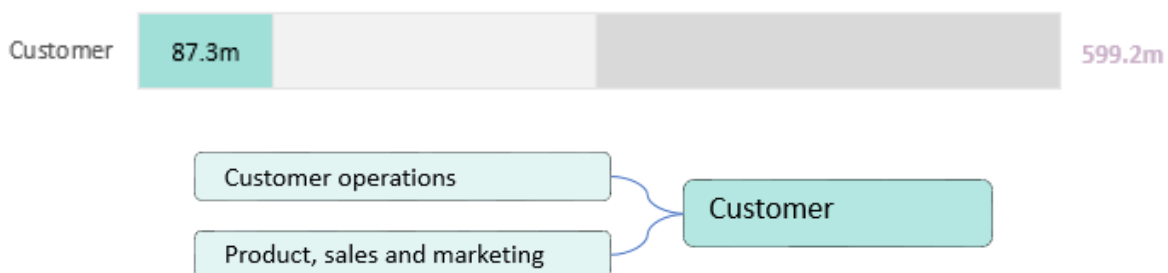 Customer 87.3m 599.2m
Customer operations
Customer
Product, sales and marketing